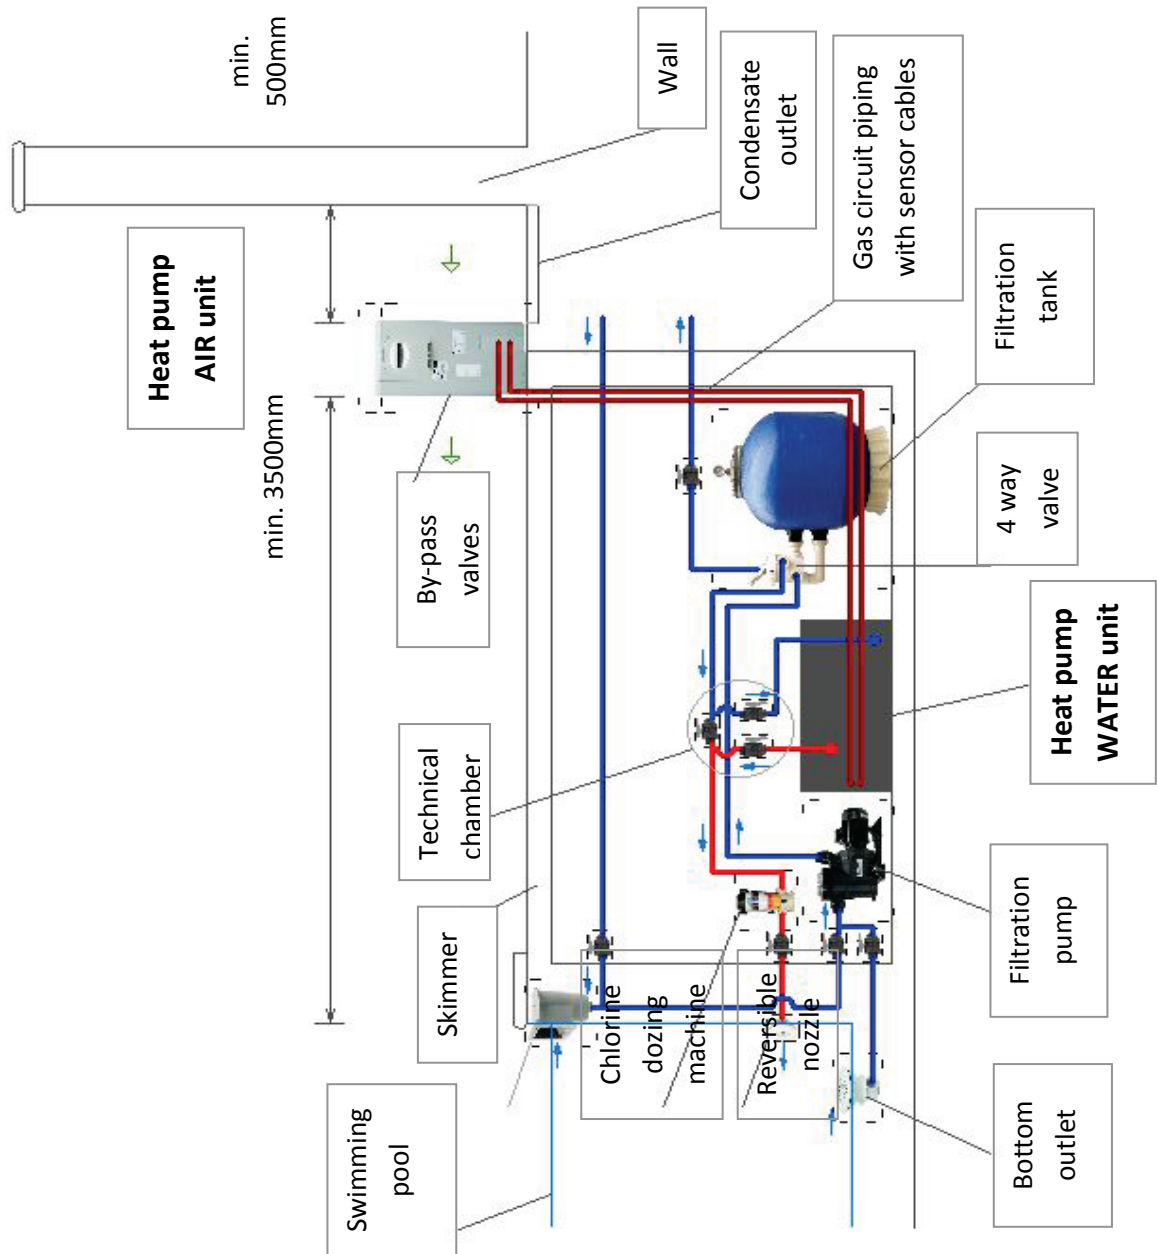 min.
500mm
Wall
Condensate
outlet
Gas circuit piping
with sensor cables
Heat pump
AIR unit
Filtration
tank
min. 3500mm
By-pass
valves
4 way
valve
Heat pump
WATER unit
Technical
chamber
Filtration
pump
Skimmer
Chlorine
dozing
machine
Reversible
nozzle
Swimming
pool
Bottom
outlet